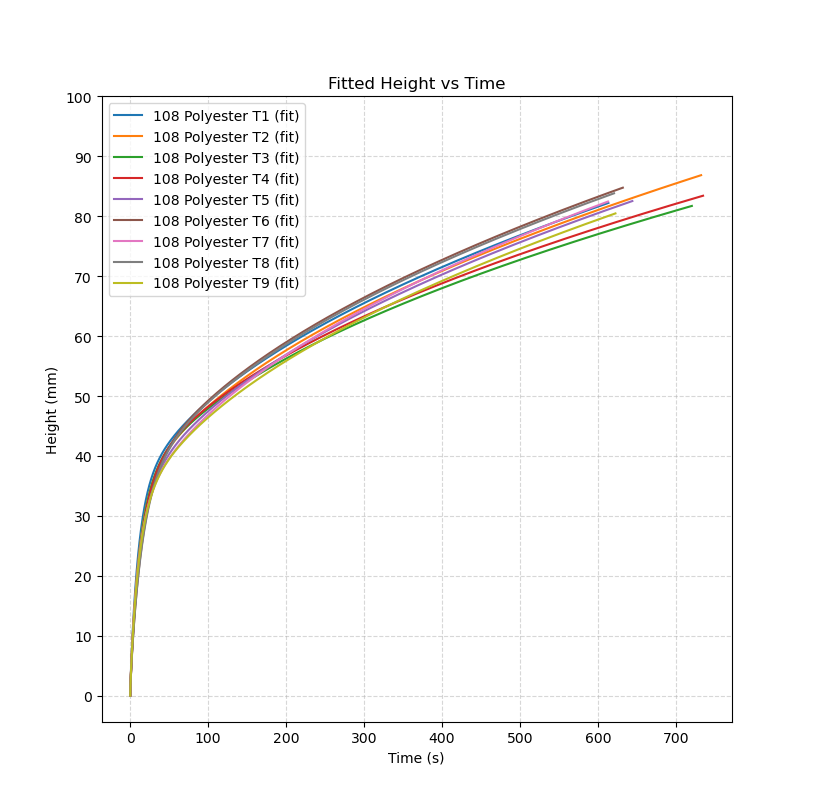 Fitted Height vs Time
108 Polyester T1 (fit)
108 Polyester T2 (fit)
108 Polyester T3 (fit)
108 Polyester T4 (fit)
108 Polyester T5 (fit)
108 Polyester T6 (fit)
108 Polyester T7 (fit)
108 Polyester T8 (fit)
108 Polyester T9 (fit)
Height (mm)
100
90
80
70
60
50
40
30
20
10
0
0 100 200 300 400 500 600 700
Time (s)